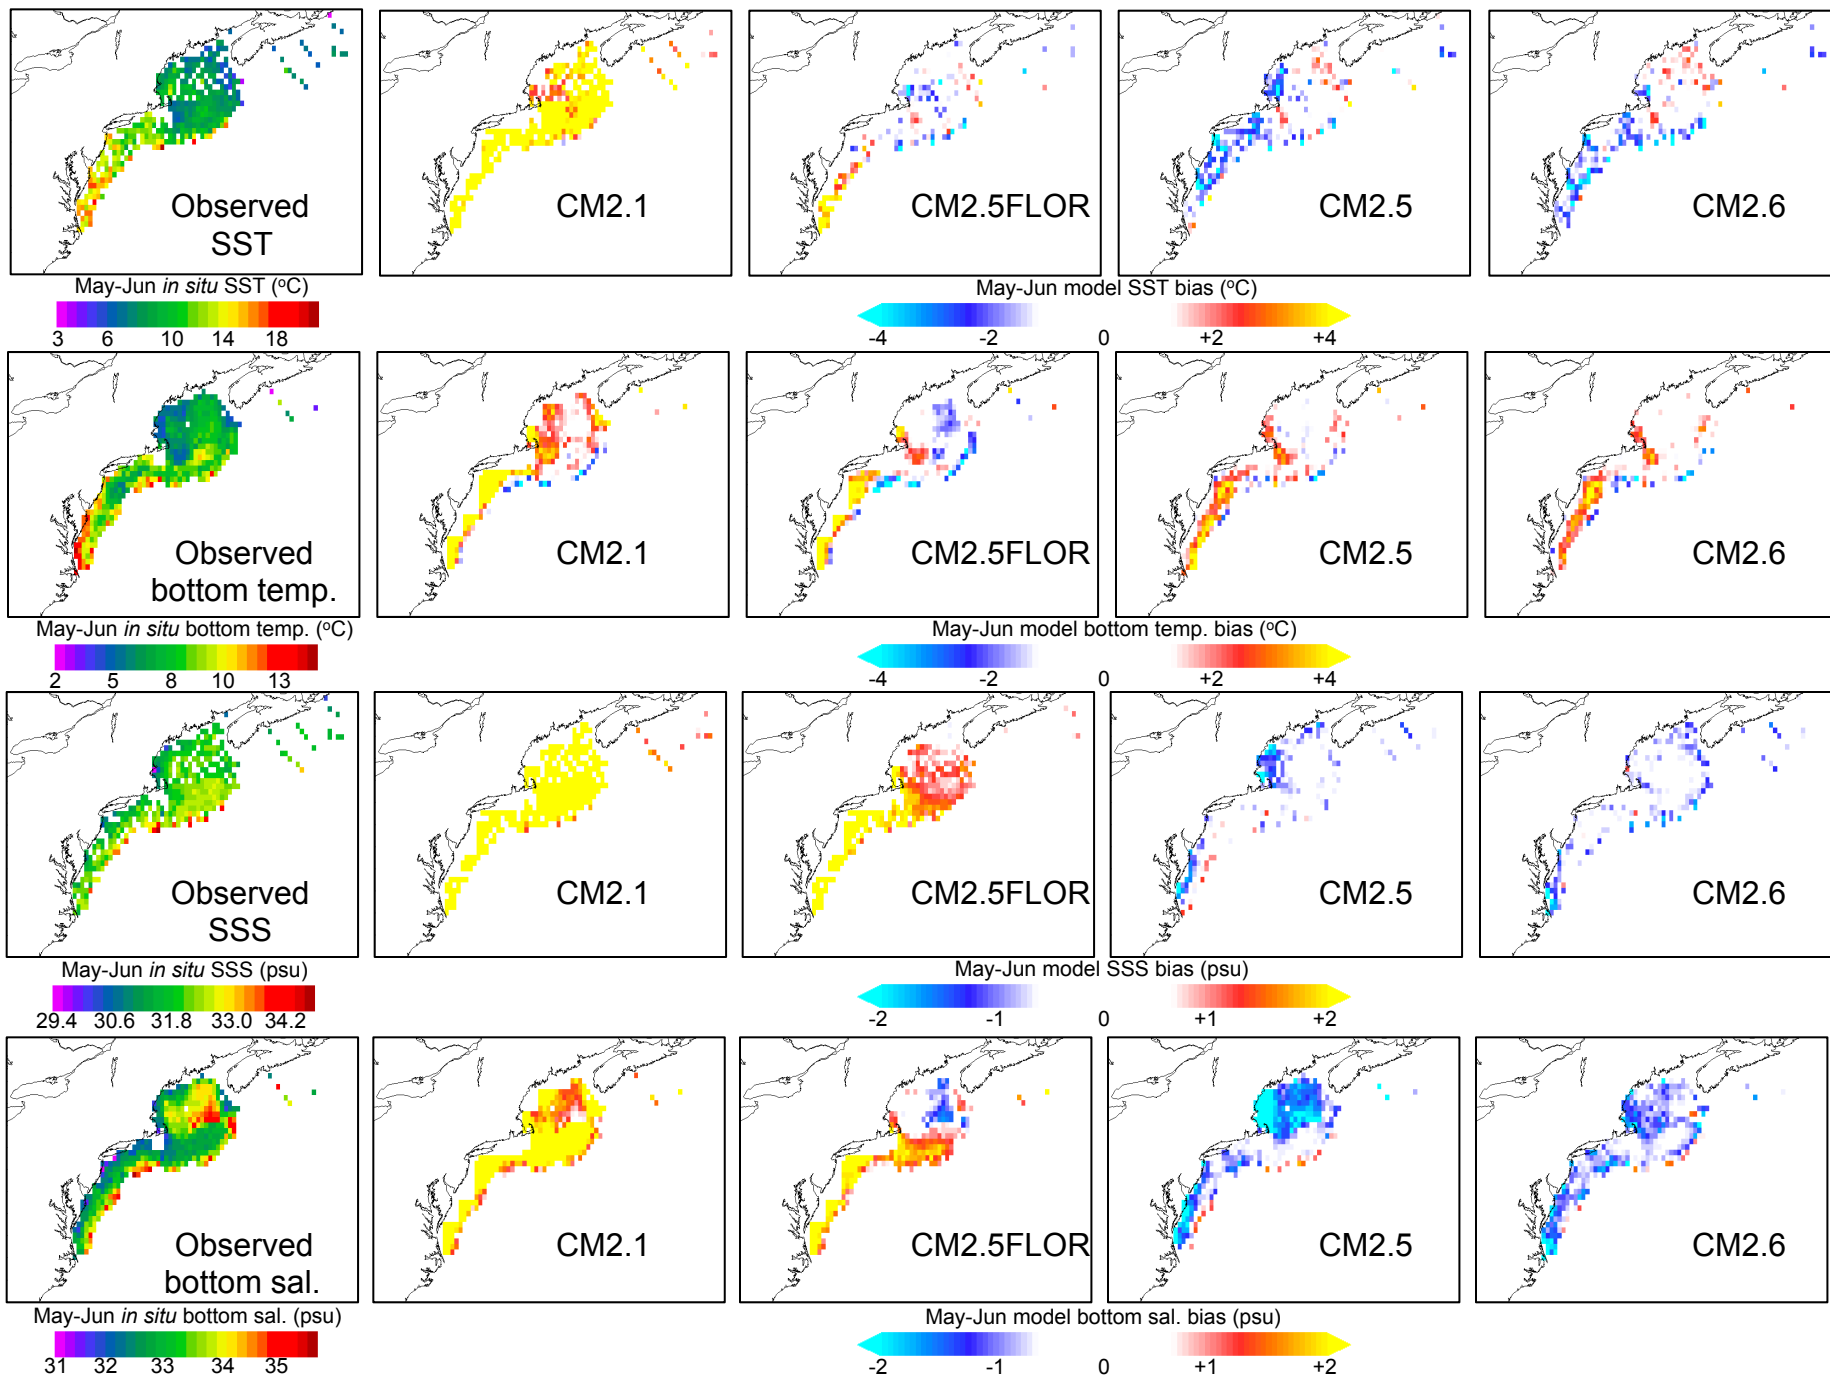 Observed
SST
CM2.1
CM2.5FLOR
CM2.5
CM2.6
May-Jun in situ SST (°C)
3 6 10 14 18
May-Jun model SST bias (°C)
-4 -2 0 +2 +4
Observed
bottom temp.
CM2.1
CM2.5FLOR
CM2.5
CM2.6
May-Jun in situ bottom temp. (°C)
2 5 8 10 13
May-Jun model bottom temp. bias (°C)
-4 -2 0 +2 +4
Observed
SSS
CM2.1
CM2.5FLOR
CM2.5
CM2.6
May-Jun in situ SSS (psu)
29.4 30.6 31.8 33.0 34.2
May-Jun model SSS bias (psu)
-2 -1 0 +1 +2
Observed
bottom sal.
CM2.1
CM2.5FLOR
CM2.5
CM2.6
May-Jun in situ bottom sal. (psu)
31 32 33 34 35
May-Jun model bottom sal. bias (psu)
-2 -1 0 +1 +2